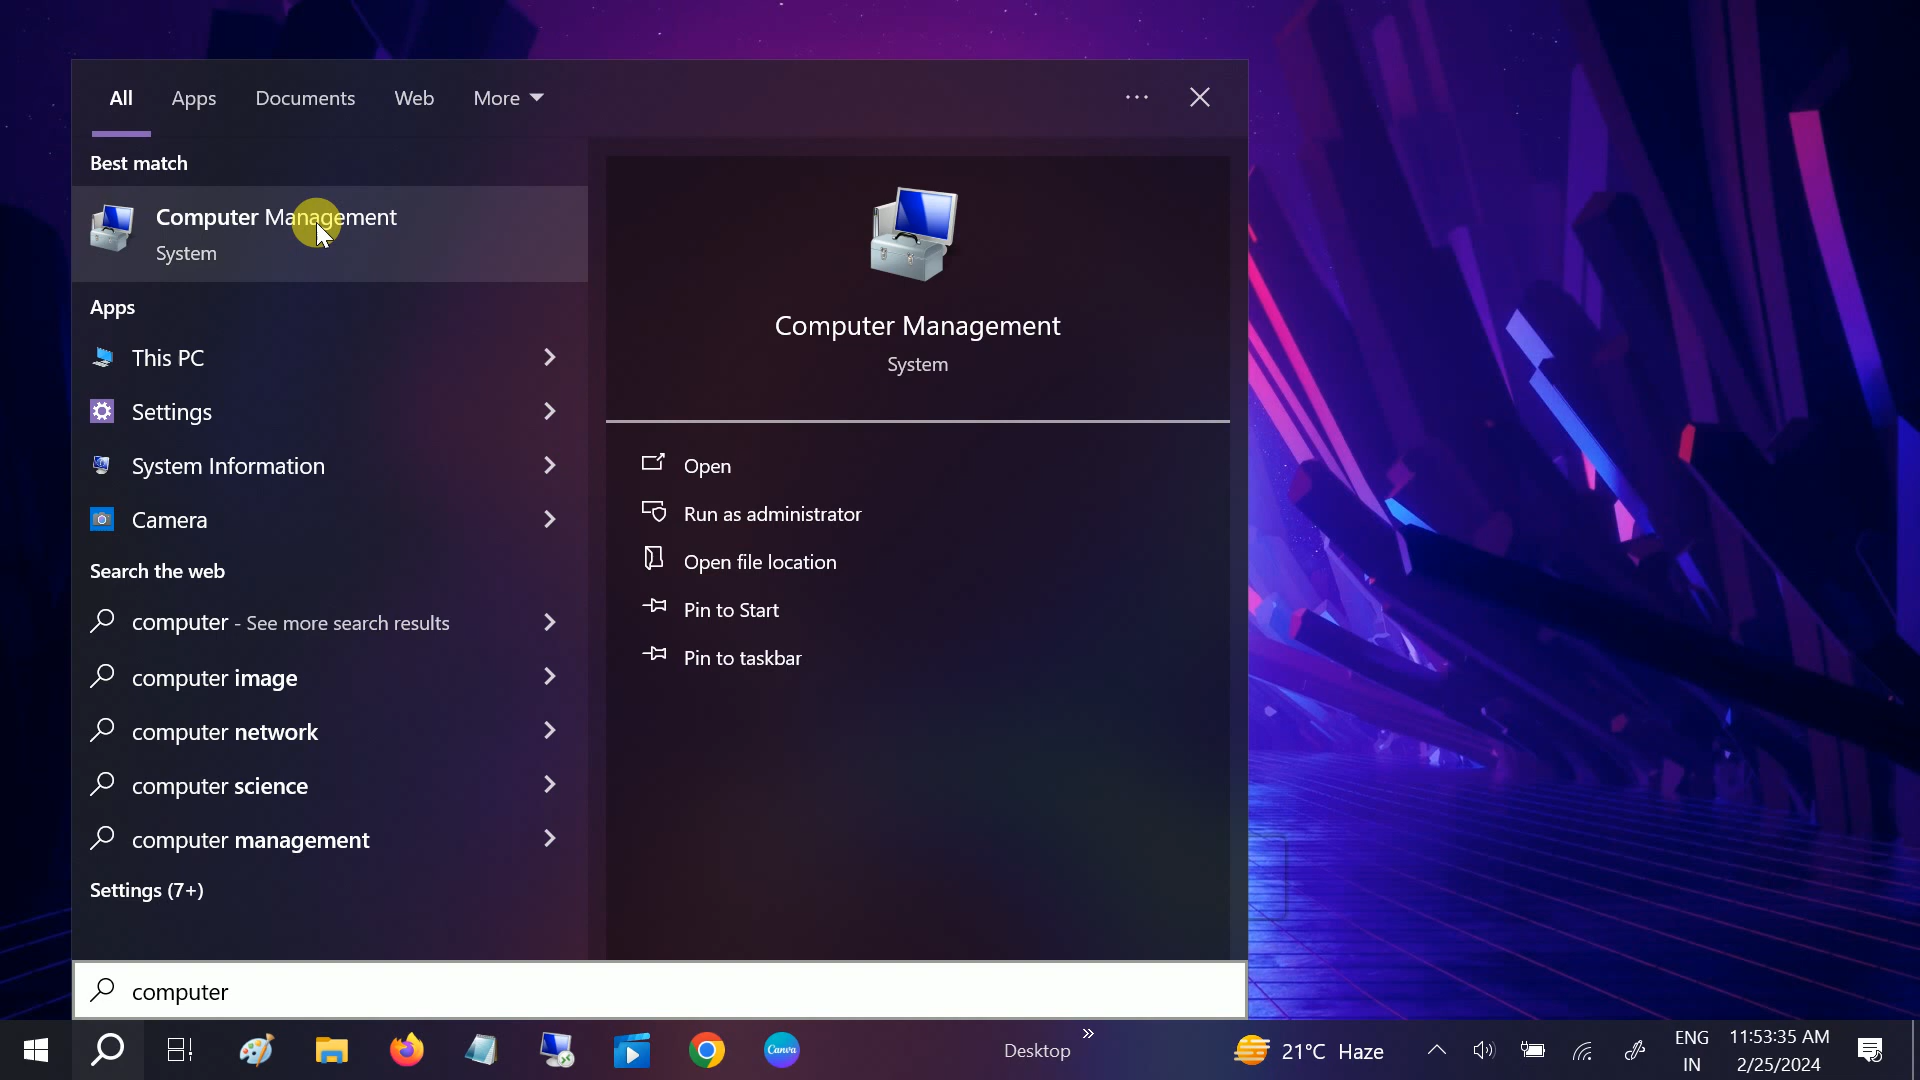 All Apps Documents Web More
Best match
Computer Management
System
Apps
This PC
Settings
System Information
Camera
Search the web
computer - See more search results
computer image
computer network
computer science
computer management
Settings (7+)
Computer Management
System
Open
Run as administrator
Open file location
Pin to Start
Pin to taskbar
computer
Canva
Desktop
21°C Haze
ENG
IN
11:53:35 AM
2/25/2024